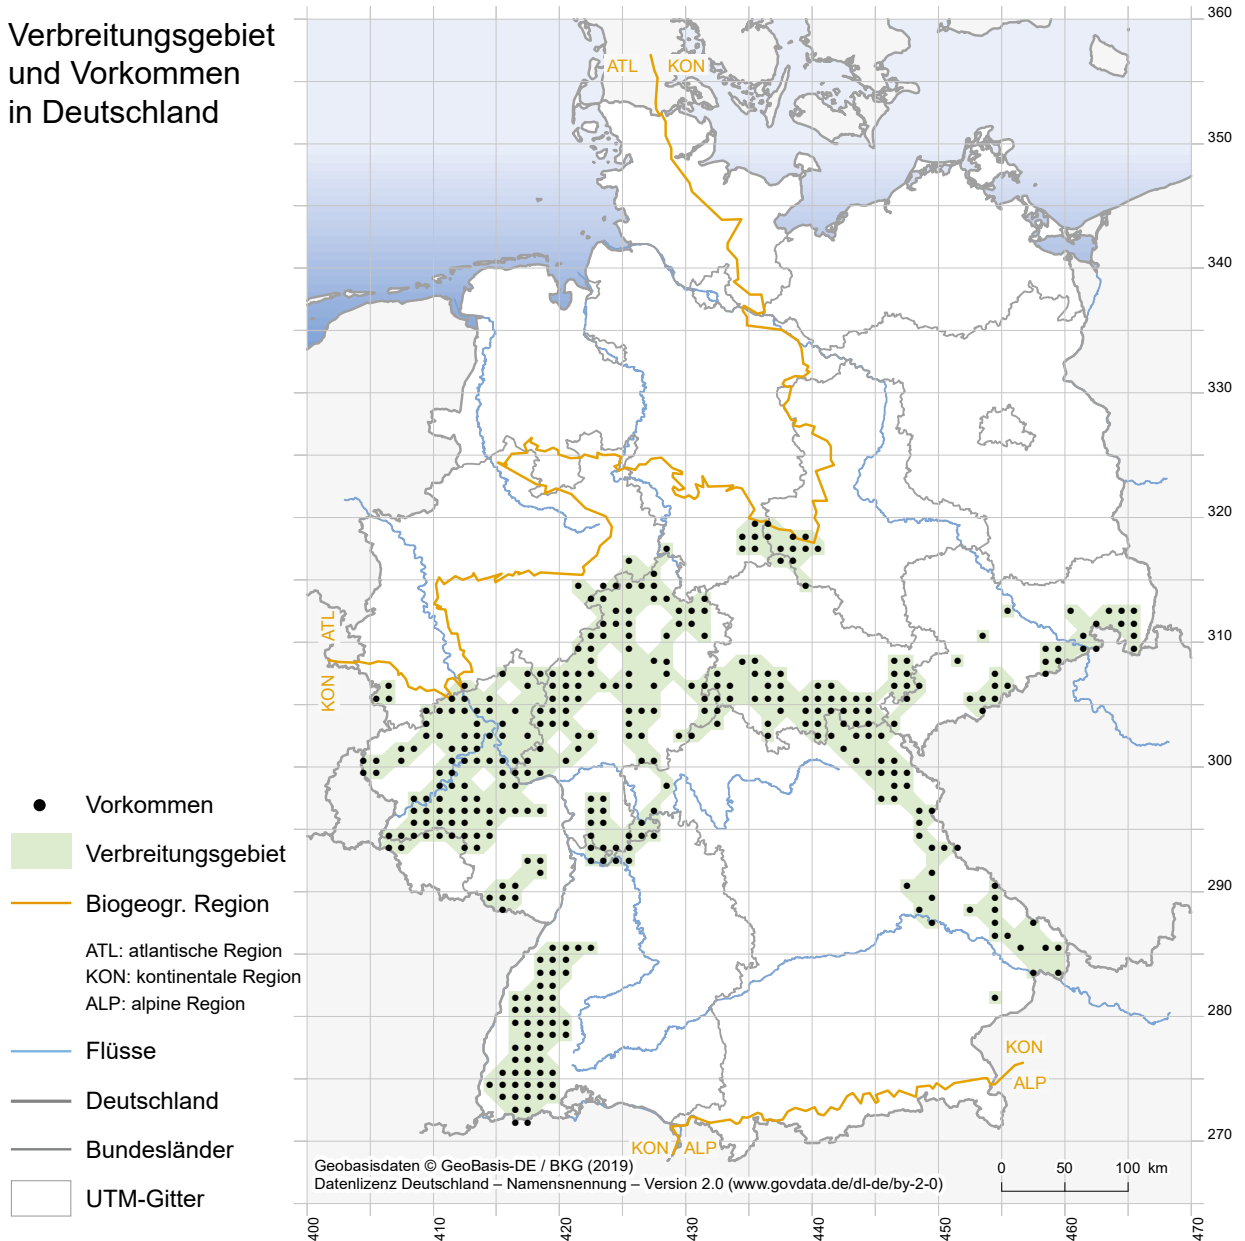 Verbreitungsgebiet
und Vorkommen
in Deutschland
ATL KON
360
350
340
330
320
310
300
290
280
270
ATL
KON
Vorkommen
Verbreitungsgebiet
Biogeogr. Region
ATL: atlantische Region
KON: kontinentale Region
ALP: alpine Region
Flüsse
Deutschland
Bundesländer
UTM-Gitter
KON
ALP
KON ALP
Geobasisdaten © GeoBasis-DE / BKG (2019)
Datenlizenz Deutschland – Namensnennung – Version 2.0 (www.govdata.de/dl-de/by-2-0)
0 50 100 km
400 410 420 430 440 450 460 470